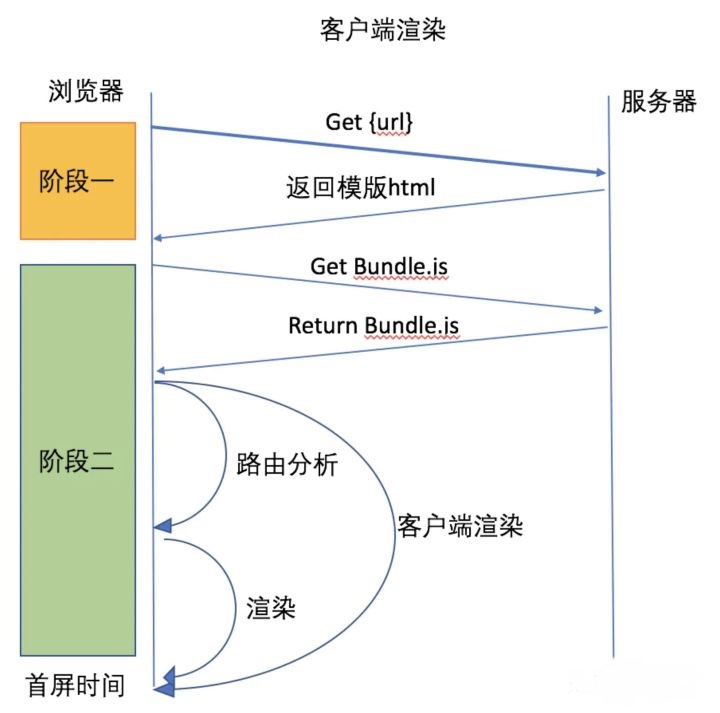 客户端渲染
浏览器
服务器
Get {url}
阶段一
返回模版html
Get Bundle.js
Return Bundle.js
阶段二
路由分析
客户端渲染
渲染
首屏时间